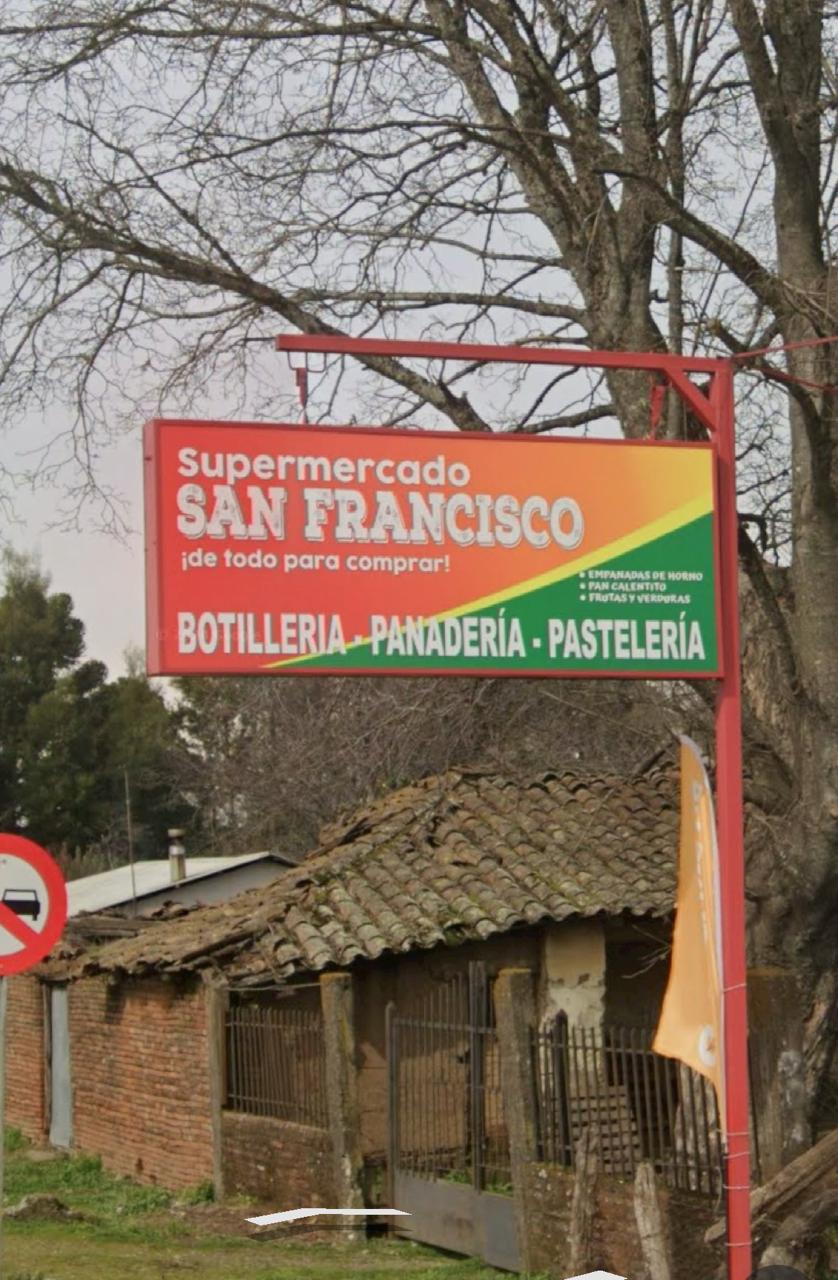 Supermercado
SAN FRANCISCO
¡de todo para comprar!
• EMPANADAS DE HORNO
• PAN CALENTITO
• FRUTAS Y VERDURAS
BOTILLERIA - PANADERÍA - PASTELERÍA